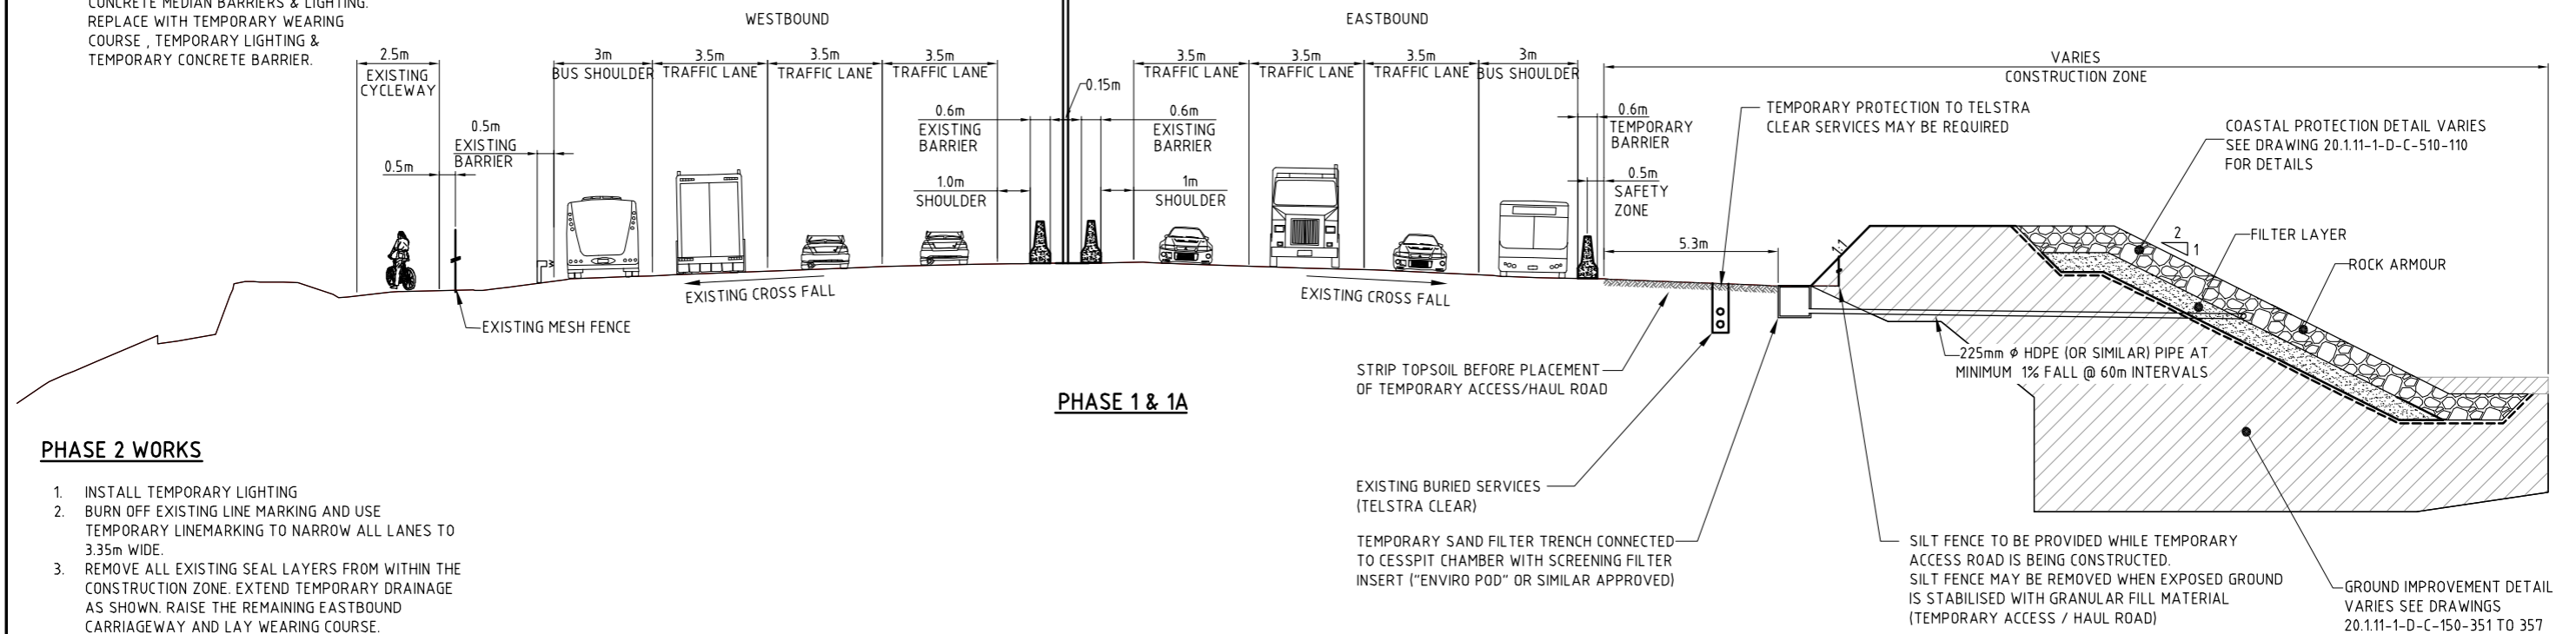 CONCRETE MEDIAN BARRIERS & LIGHTING.
REPLACE WITH TEMPORARY WEARING
COURSE , TEMPORARY LIGHTING &
TEMPORARY CONCRETE BARRIER.
WESTBOUND
EASTBOUND
2.5m
EXISTING
CYCLEWAY
0.5m
0.5m
EXISTING
BARRIER
3m
BUS SHOULDER
3.5m
TRAFFIC LANE
3.5m
TRAFFIC LANE
3.5m
TRAFFIC LANE
0.6m
EXISTING
BARRIER
1.0m
SHOULDER
0.15m
0.6m
EXISTING
BARRIER
1m
SHOULDER
3.5m
TRAFFIC LANE
3.5m
TRAFFIC LANE
3.5m
TRAFFIC LANE
3m
BUS SHOULDER
0.6m
TEMPORARY
BARRIER
0.5m
SAFETY
ZONE
VARIES
CONSTRUCTION ZONE
TEMPORARY PROTECTION TO TELSTRA
CLEAR SERVICES MAY BE REQUIRED
COASTAL PROTECTION DETAIL VARIES
SEE DRAWING 20.1.11-1-D-C-510-110
FOR DETAILS
2
1
FILTER LAYER
ROCK ARMOUR
5.3m
1:1
EXISTING CROSS FALL
EXISTING CROSS FALL
EXISTING MESH FENCE
225mm ϕ HDPE (OR SIMILAR) PIPE AT
MINIMUM 1% FALL @ 60m INTERVALS
STRIP TOPSOIL BEFORE PLACEMENT
OF TEMPORARY ACCESS/HAUL ROAD
PHASE 1 & 1A
EXISTING BURIED SERVICES
(TELSTRA CLEAR)
TEMPORARY SAND FILTER TRENCH CONNECTED
TO CESSPIT CHAMBER WITH SCREENING FILTER
INSERT ("ENVIRO POD" OR SIMILAR APPROVED)
SILT FENCE TO BE PROVIDED WHILE TEMPORARY
ACCESS ROAD IS BEING CONSTRUCTED.
SILT FENCE MAY BE REMOVED WHEN EXPOSED GROUND
IS STABILISED WITH GRANULAR FILL MATERIAL
(TEMPORARY ACCESS / HAUL ROAD)
GROUND IMPROVEMENT DETAIL
VARIES SEE DRAWINGS
20.1.11-1-D-C-150-351 TO 357
PHASE 2 WORKS
1. INSTALL TEMPORARY LIGHTING
2. BURN OFF EXISTING LINE MARKING AND USE
TEMPORARY LINEMARKING TO NARROW ALL LANES TO
3.35m WIDE.
3. REMOVE ALL EXISTING SEAL LAYERS FROM WITHIN THE
CONSTRUCTION ZONE. EXTEND TEMPORARY DRAINAGE
AS SHOWN. RAISE THE REMAINING EASTBOUND
CARRIAGEWAY AND LAY WEARING COURSE.